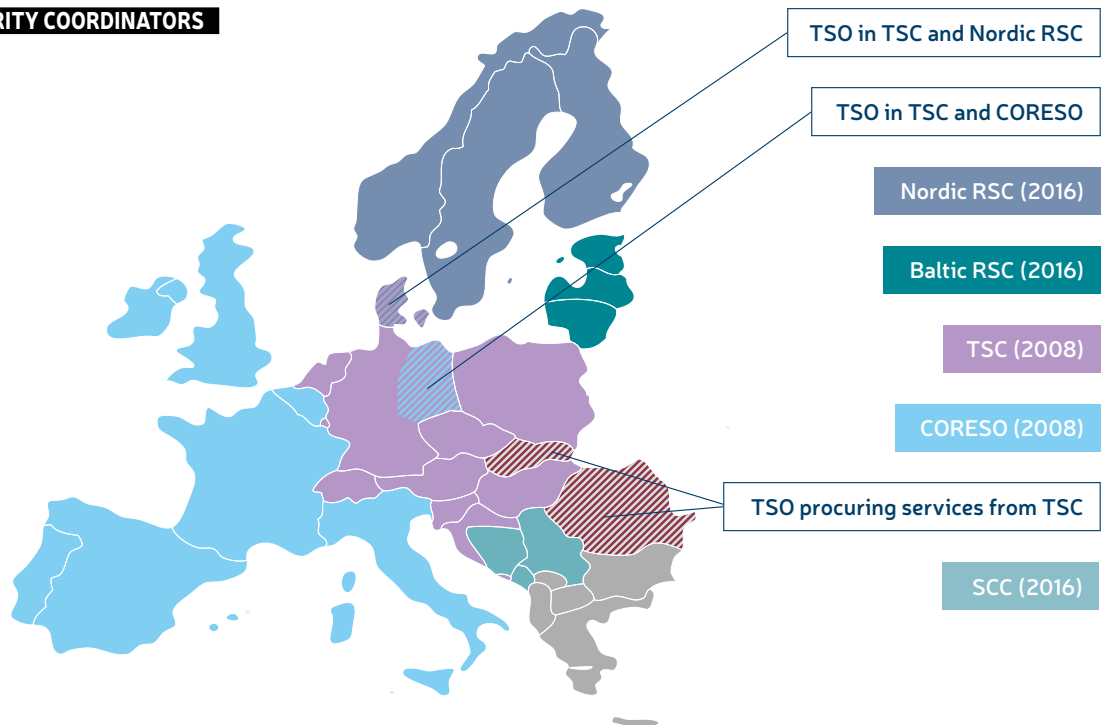 RITY COORDINATORS
TSO in TSC and Nordic RSC
TSO in TSC and CORESO
Nordic RSC (2016)
Baltic RSC (2016)
TSC (2008)
CORESO (2008)
TSO procuring services from TSC
SCC (2016)